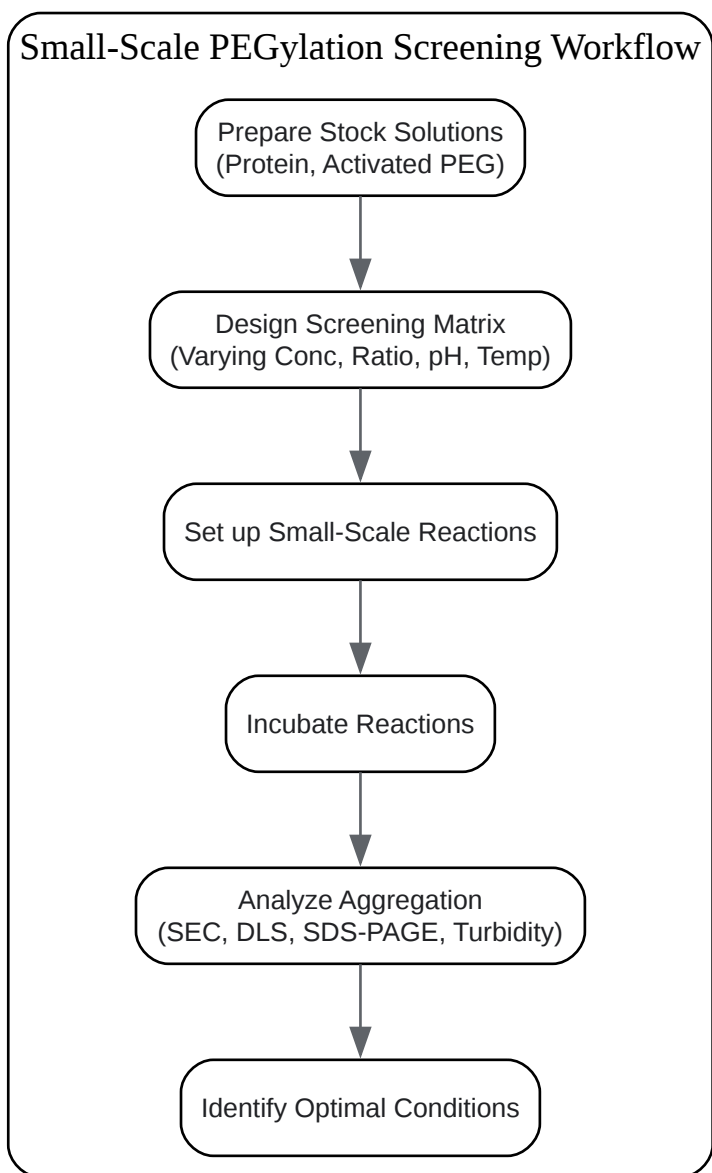 Small-Scale PEGylation Screening Workflow
Prepare Stock Solutions
(Protein, Activated PEG)
Design Screening Matrix
(Varying Conc, Ratio, pH, Temp)
Set up Small-Scale Reactions
Incubate Reactions
Analyze Aggregation
(SEC, DLS, SDS-PAGE, Turbidity)
Identify Optimal Conditions